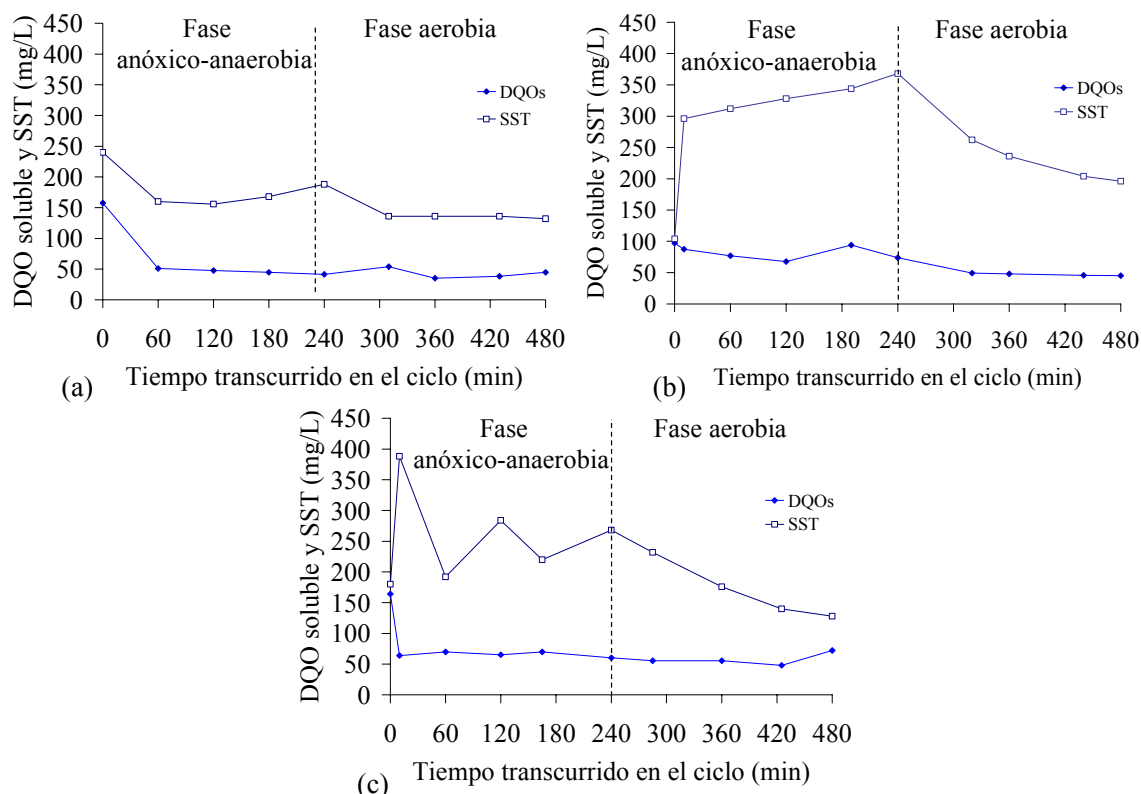 DQO soluble y SST (mg/L)
450
400
350
300
250
200
150
100
50
0
Fase
anóxico-anaerobia
Fase aerobia
DQOs
SST
0 60 120 180 240 300 360 420 480
Tiempo transcurrido en el ciclo (min)
(a)
DQO soluble y SST (mg/L)
450
400
350
300
250
200
150
100
50
0
Fase
anóxico-anaerobia
Fase aerobia
DQOs
SST
0 60 120 180 240 300 360 420 480
Tiempo transcurrido en el ciclo (min)
(b)
DQO soluble y SST (mg/L)
450
400
350
300
250
200
150
100
50
0
Fase
anóxico-anaerobia
Fase aerobia
DQOs
SST
0 60 120 180 240 300 360 420 480
Tiempo transcurrido en el ciclo (min)
(c)